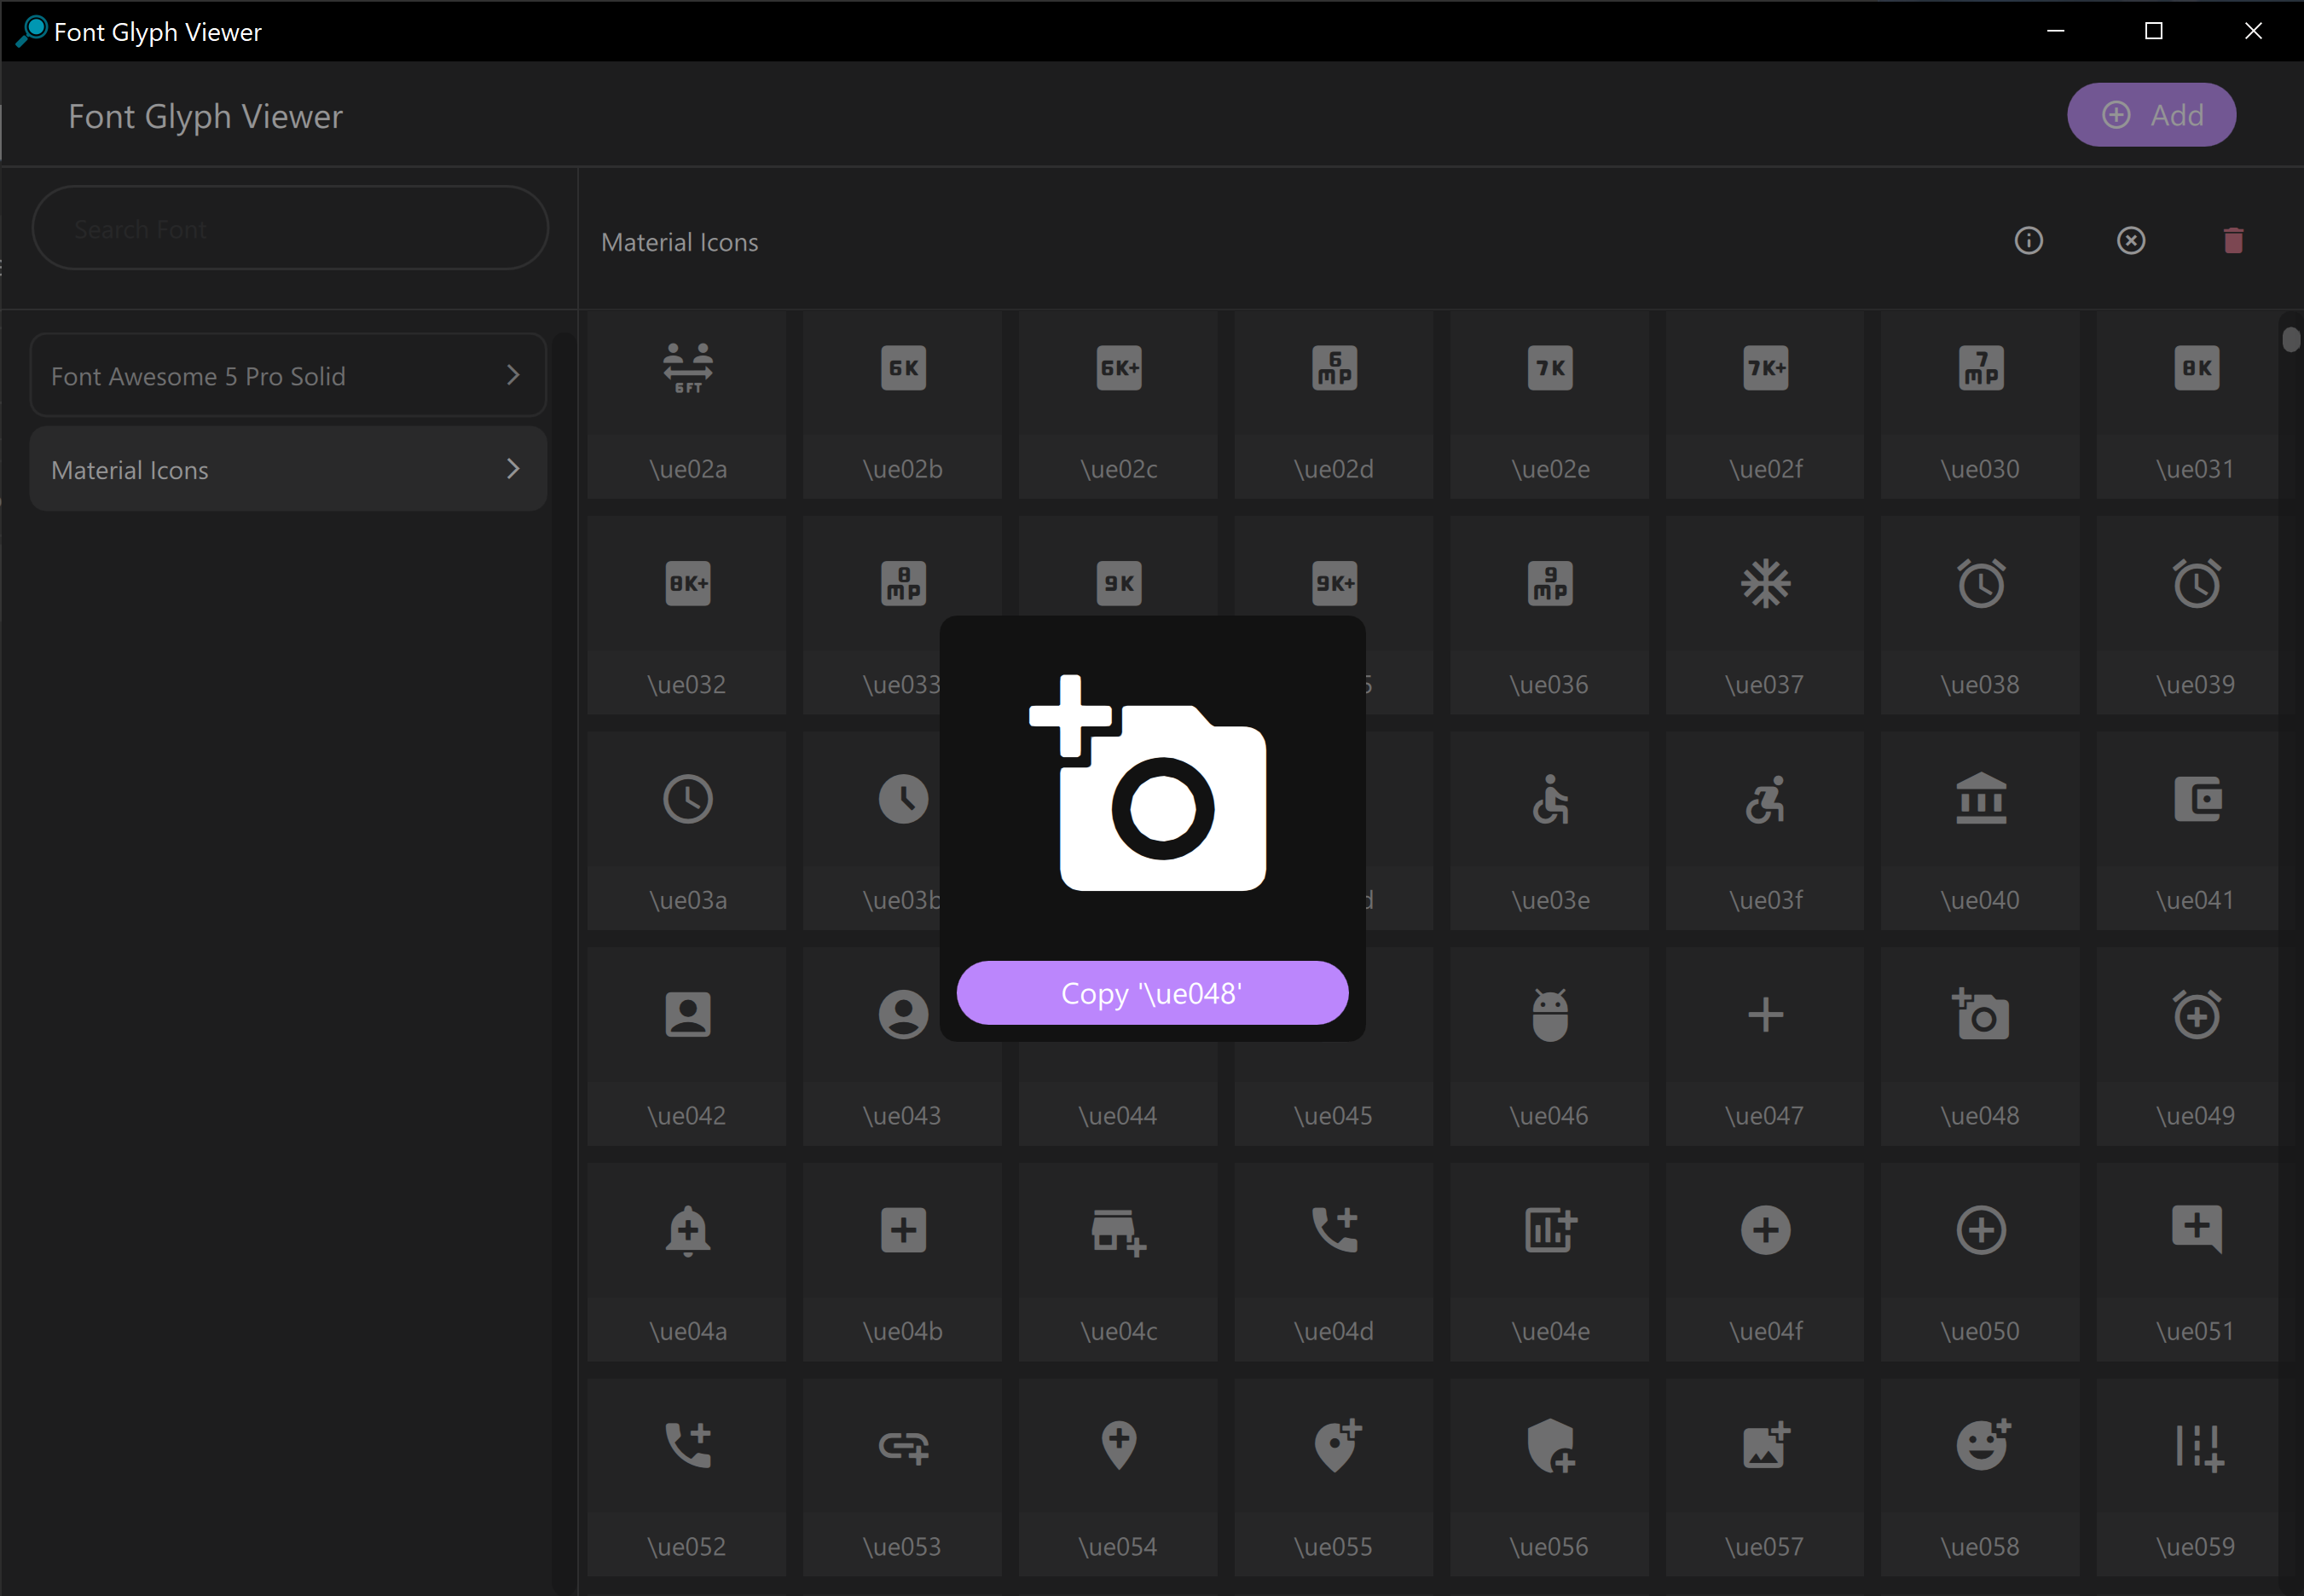 Font Glyph Viewer
Font Glyph Viewer
Add
Search Font
Material Icons
Font Awesome 5 Pro Solid
Material Icons
6FT 6K 6K+ 6 MP 7K 7K+ 7 MP 8K
\ue02a \ue02b \ue02c \ue02d \ue02e \ue02f \ue030 \ue031
8K+ 8 MP 9K 9K+ 9 MP
\ue032 \ue033 5 \ue036 \ue037 \ue038 \ue039
\ue03a \ue03b d \ue03e \ue03f \ue040 \ue041
Copy '\ue048'
\ue042 \ue043 \ue044 \ue045 \ue046 \ue047 \ue048 \ue049
\ue04a \ue04b \ue04c \ue04d \ue04e \ue04f \ue050 \ue051
\ue052 \ue053 \ue054 \ue055 \ue056 \ue057 \ue058 \ue059